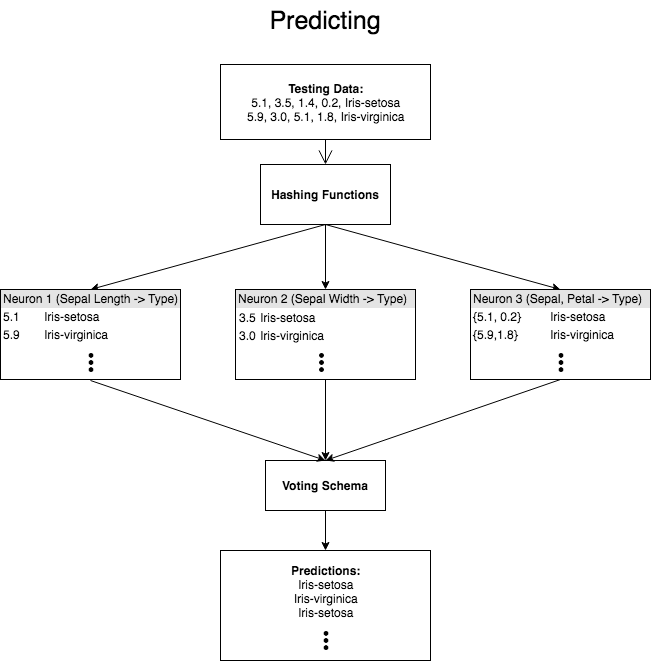 Predicting
Testing Data:
5.1, 3.5, 1.4, 0.2, Iris-setosa
5.9, 3.0, 5.1, 1.8, Iris-virginica
Hashing Functions
Neuron 1 (Sepal Length -> Type)
5.1 Iris-setosa
5.9 Iris-virginica
Neuron 2 (Sepal Width -> Type)
3.5 Iris-setosa
3.0 Iris-virginica
Neuron 3 (Sepal, Petal -> Type)
{5.1, 0.2} Iris-setosa
{5.9,1.8} Iris-virginica
Voting Schema
Predictions:
Iris-setosa
Iris-virginica
Iris-setosa